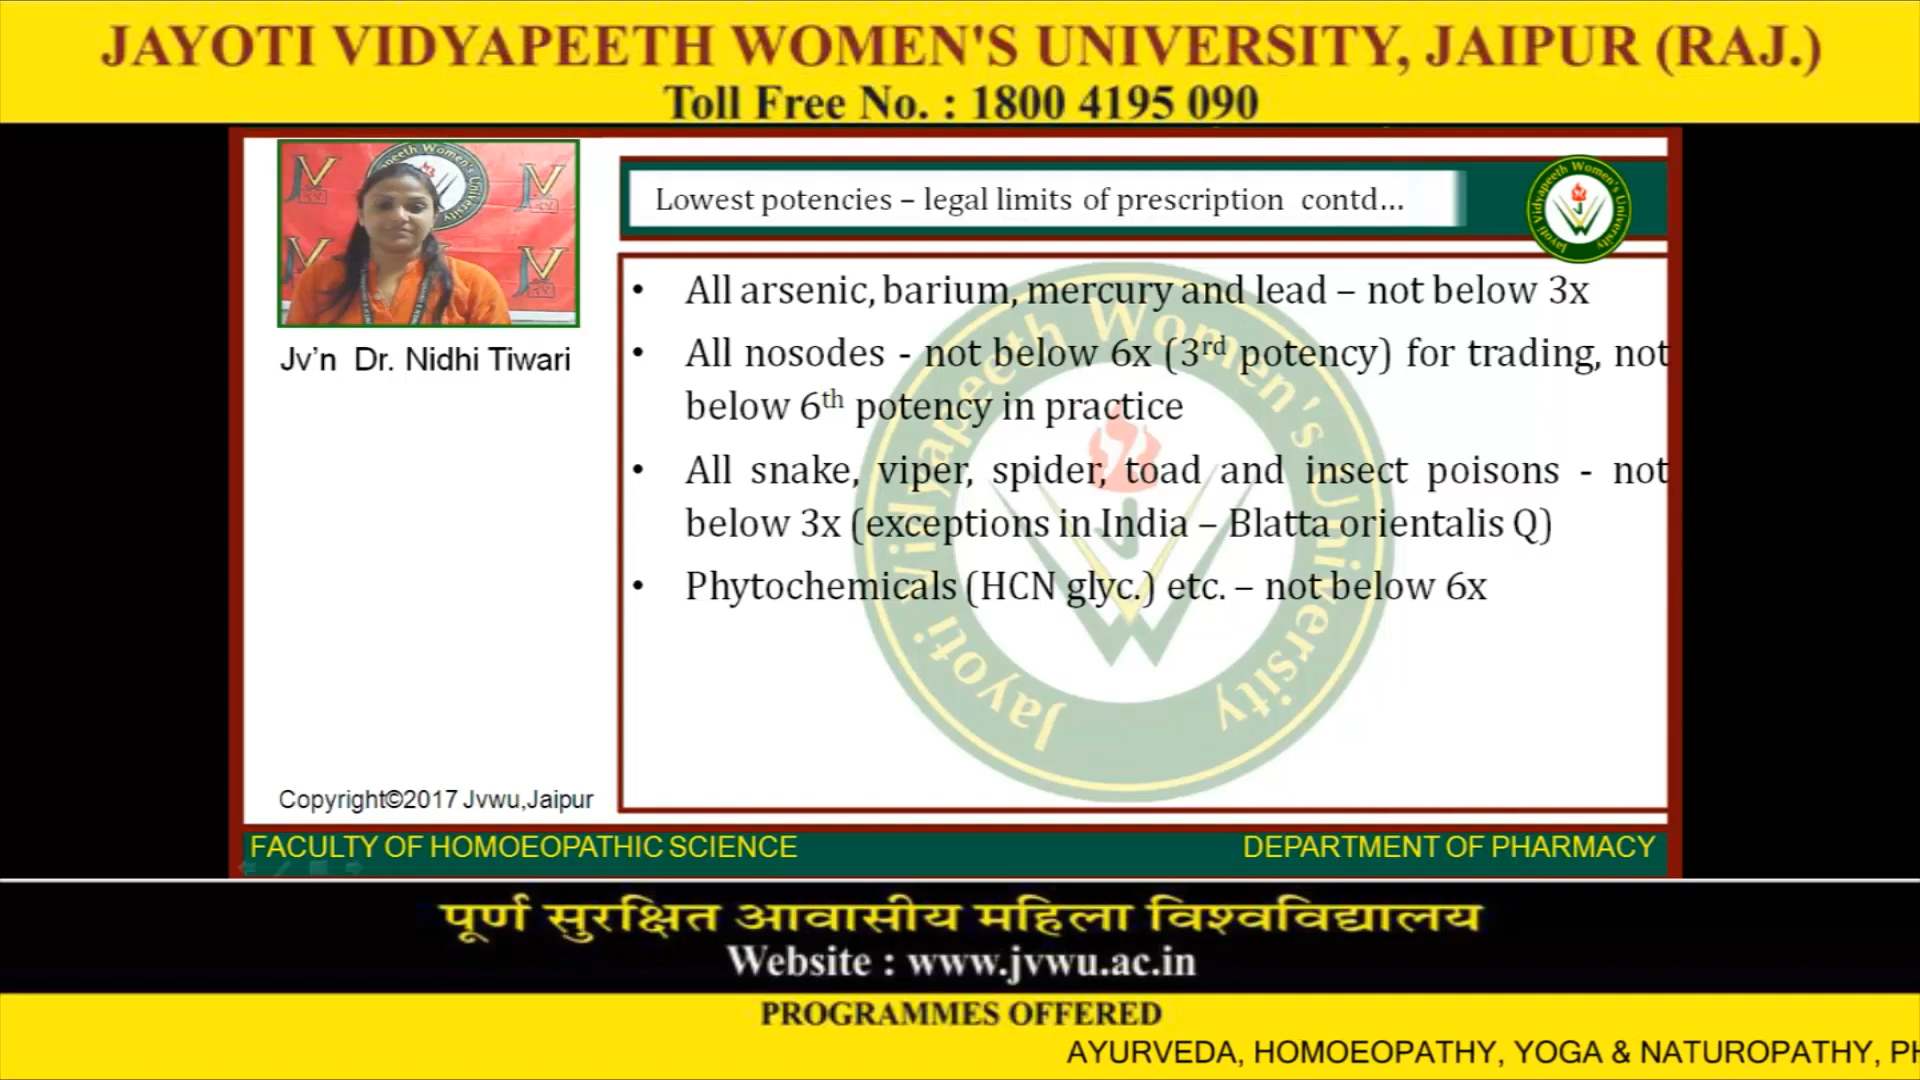 JAYOTI VIDYAPEETH WOMEN'S UNIVERSITY, JAIPUR (RAJ.)
Toll Free No. : 1800 4195 090
Lowest potencies – legal limits of prescription contd...
Jv'n Dr. Nidhi Tiwari
• All arsenic, barium, mercury and lead – not below 3x
• All nosodes - not below 6x (3rd potency) for trading, not
below 6th potency in practice
• All snake, viper, spider, toad and insect poisons - not
below 3x (exceptions in India – Blatta orientalis Q)
• Phytochemicals (HCN glyc.) etc. – not below 6x
Jayoti Vidyapeeth Women's University
Copyright©2017 Jvwu,Jaipur
FACULTY OF HOMOEOPATHIC SCIENCE
DEPARTMENT OF PHARMACY
पूर्ण सुरक्षित आवासीय महिला विश्वविद्यालय
Website : www.jvwu.ac.in
PROGRAMMES OFFERED
AYURVEDA, HOMOEOPATHY, YOGA & NATUROPATHY, PH